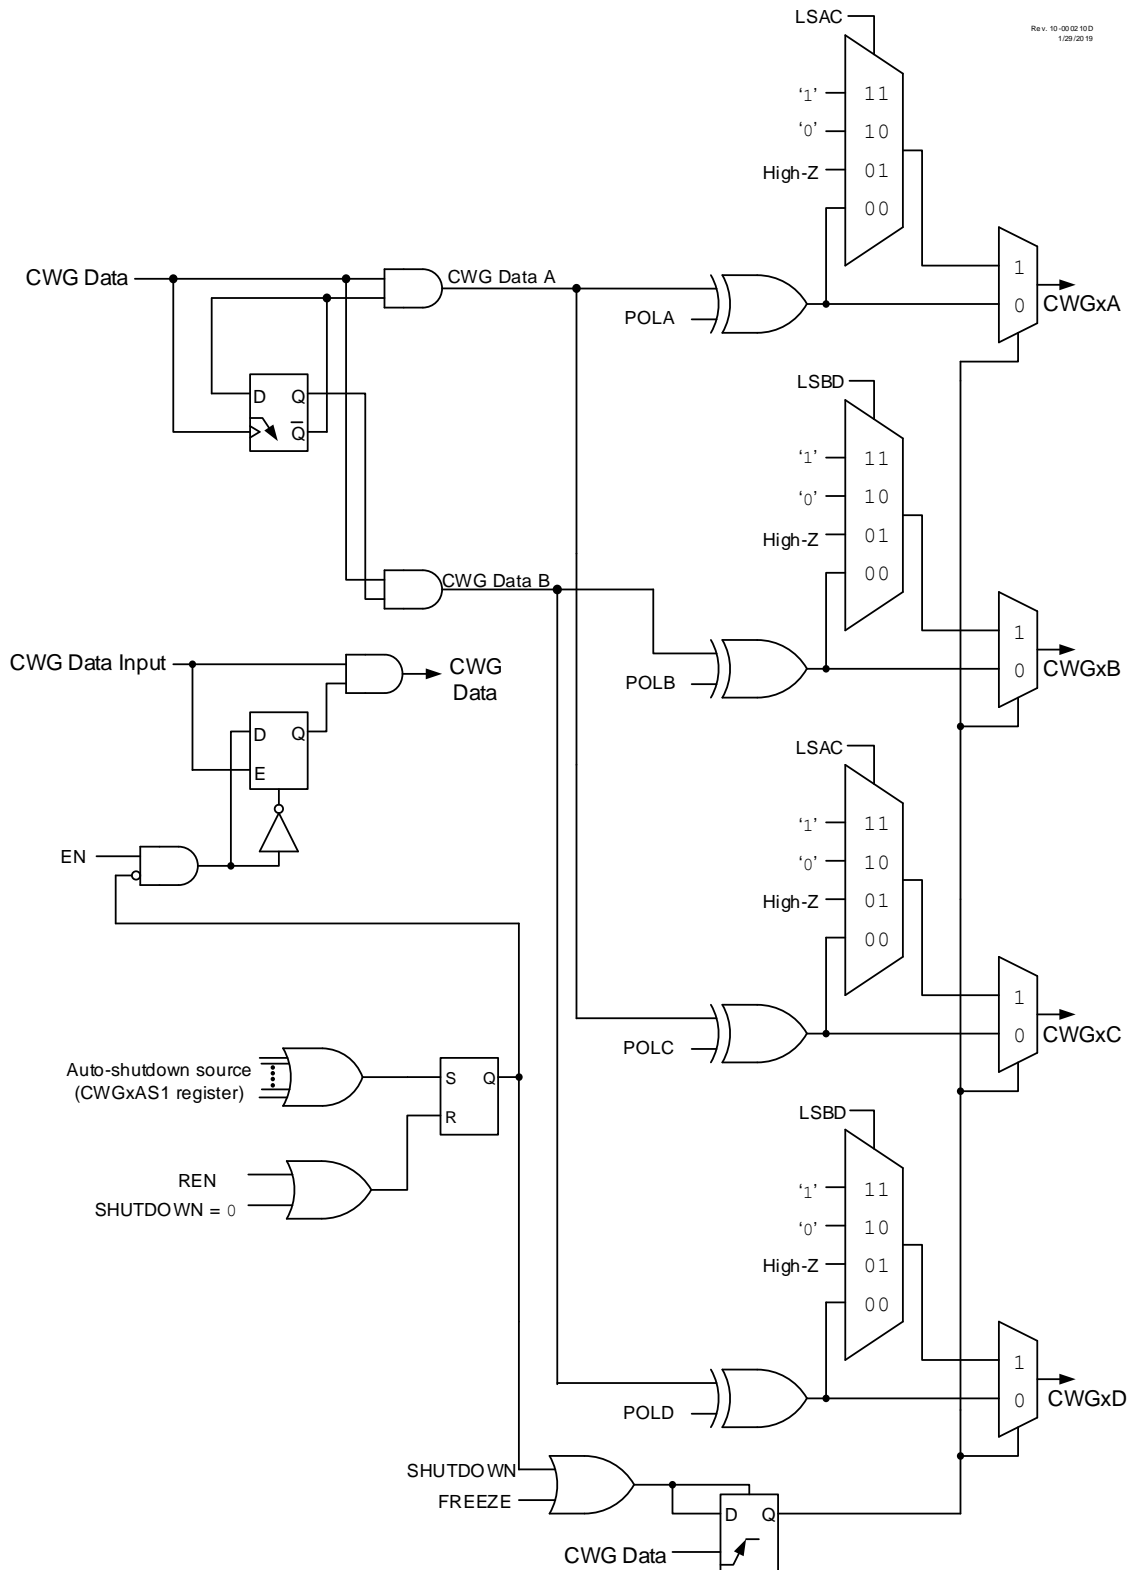 LSAC
Rev. 10-000210D
1/29/2019
'1' 11
'0' 10
High-Z 01
00
CWG Data
CWG Data A
1
0
CWGxA
POLA
LSBD
D Q
Q
'1' 11
'0' 10
High-Z 01
00
CWG Data B
1
0
CWGxB
POLB
CWG Data Input
CWG
Data
D Q
E
EN
LSAC
'1' 11
'0' 10
High-Z 01
00
1
0
CWGxC
POLC
Auto-shutdown source
(CWGxAS1 register)
S Q
R
REN
SHUTDOWN = 0
LSBD
'1' 11
'0' 10
High-Z 01
00
1
0
CWGxD
POLD
SHUTDOWN
FREEZE
D Q
CWG Data